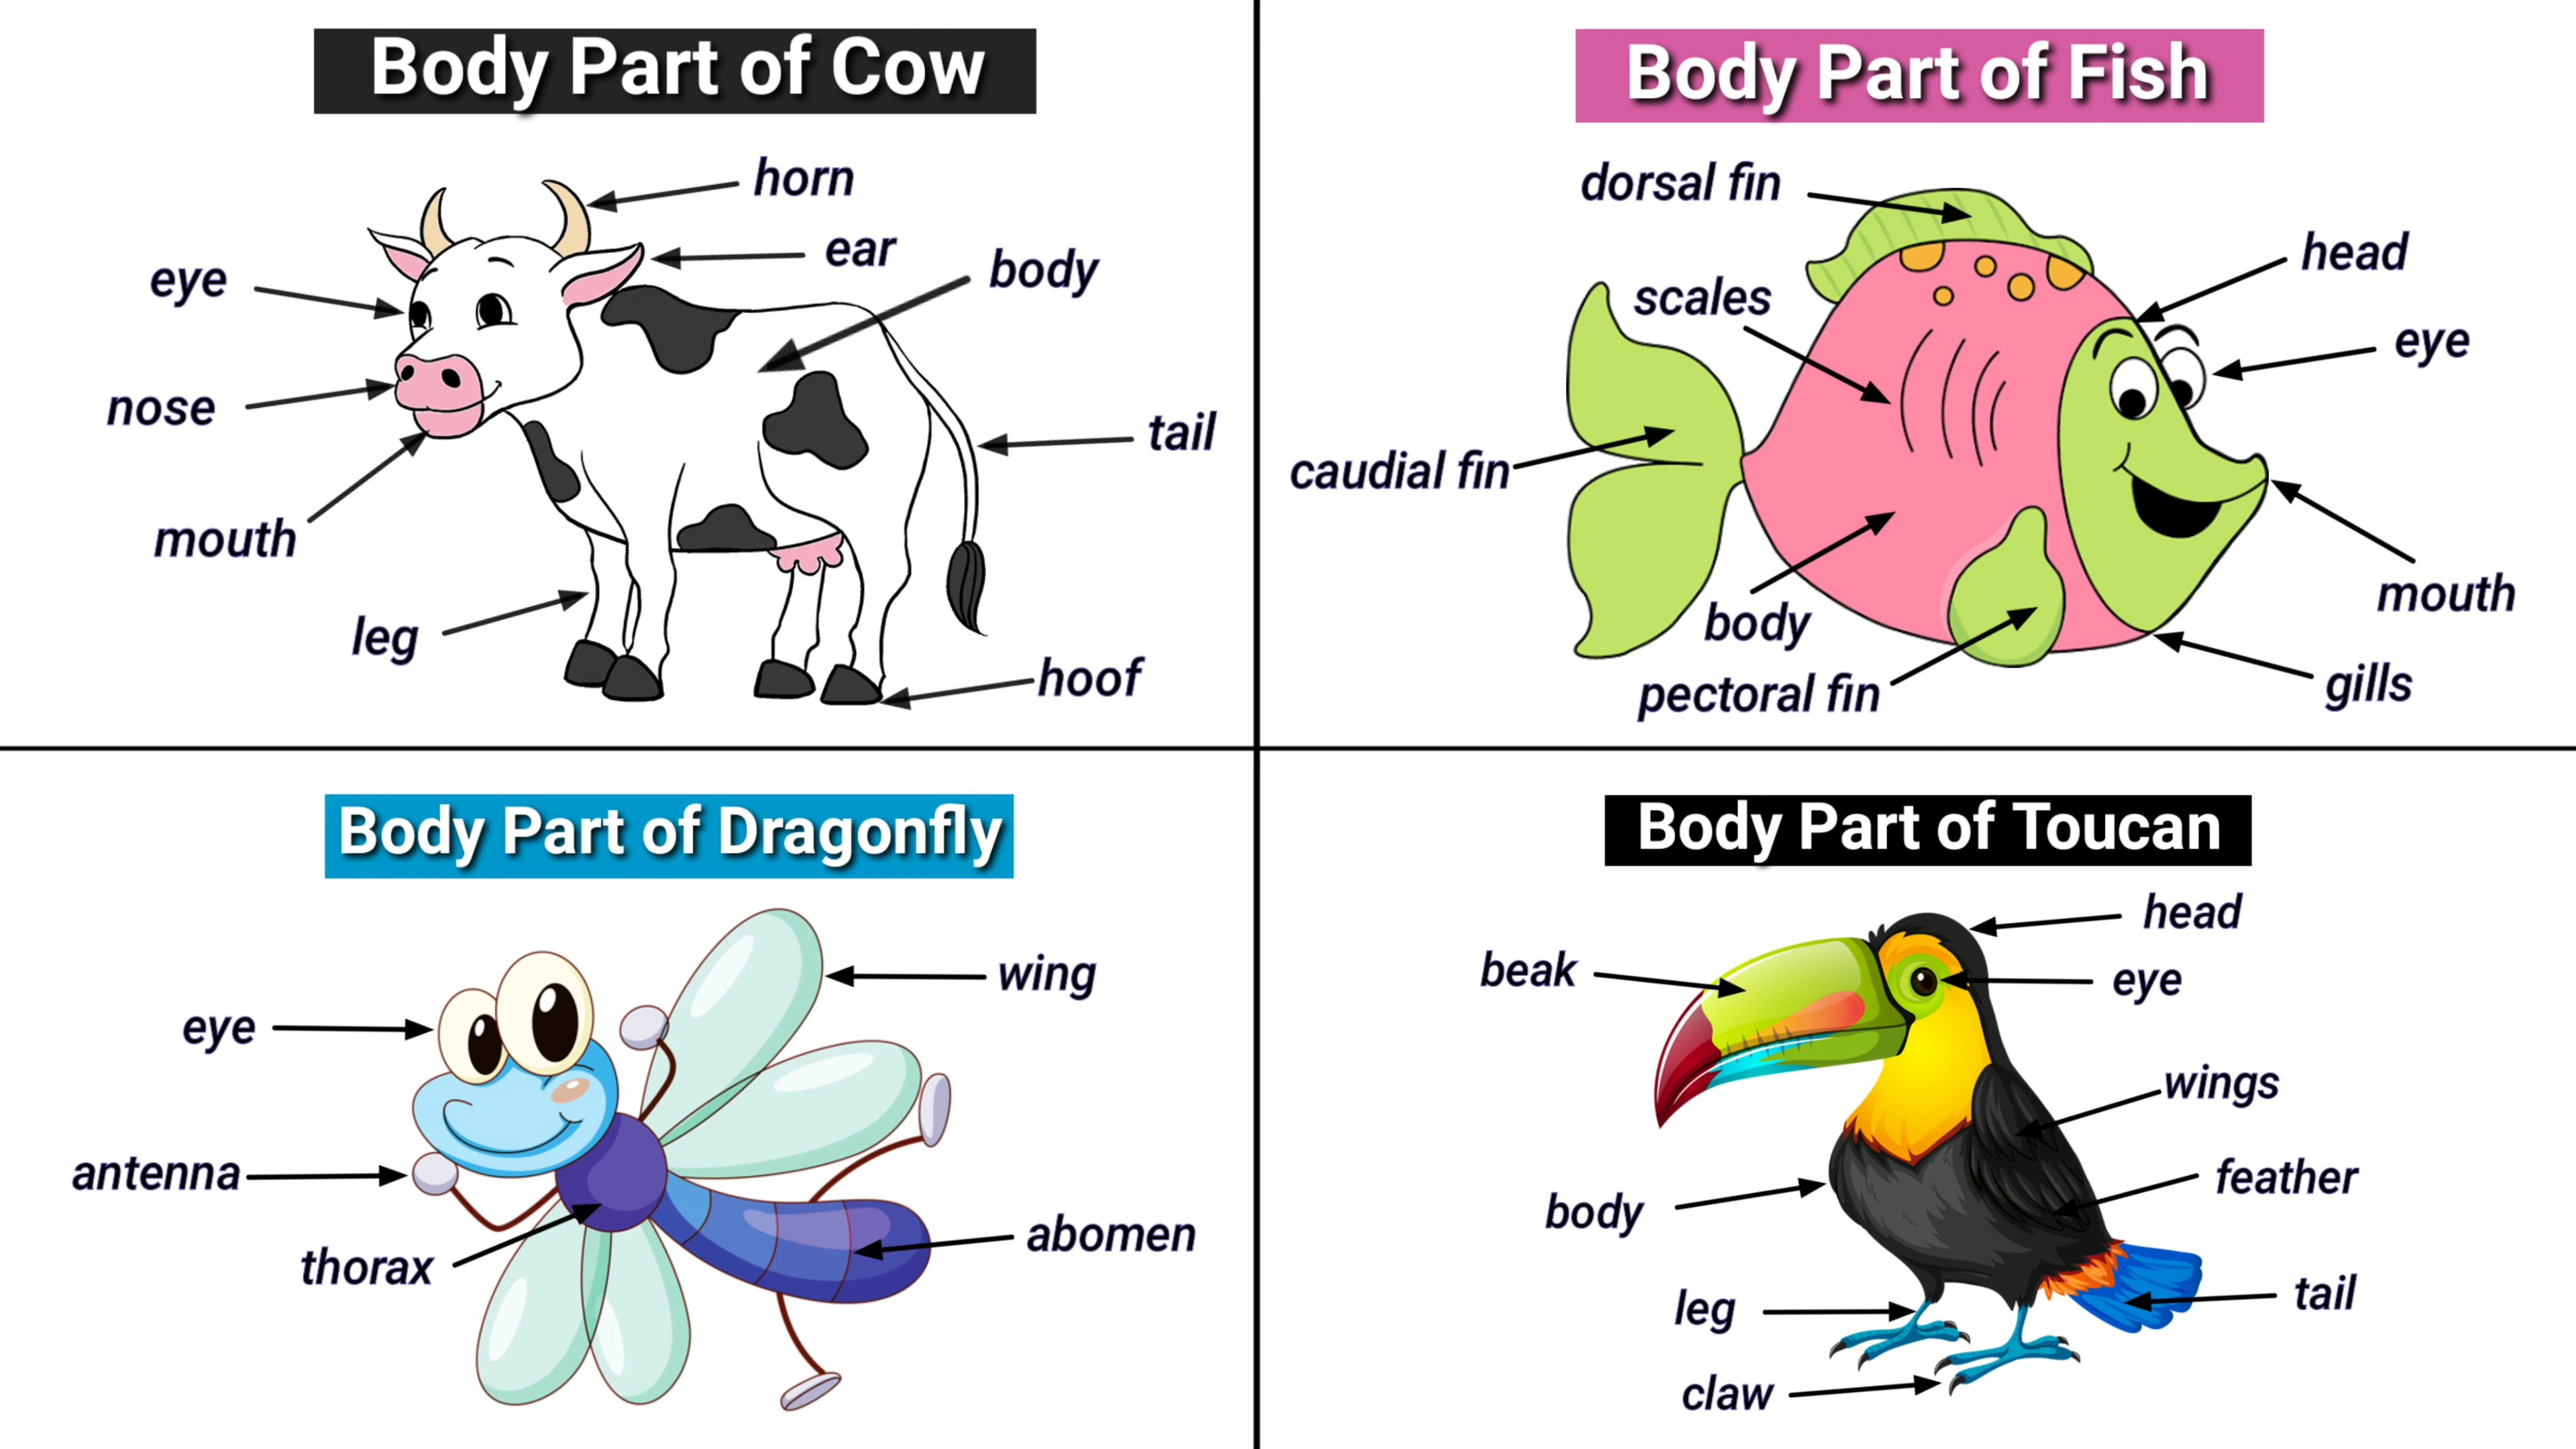 Body Part of Cow
horn
ear
body
eye
nose
tail
mouth
leg
hoof
Body Part of Fish
dorsal fin
head
scales
eye
caudial fin
mouth
body
pectoral fin
gills
Body Part of Dragonfly
wing
eye
antenna
thorax
abomen
Body Part of Toucan
head
beak
eye
wings
feather
body
tail
leg
claw